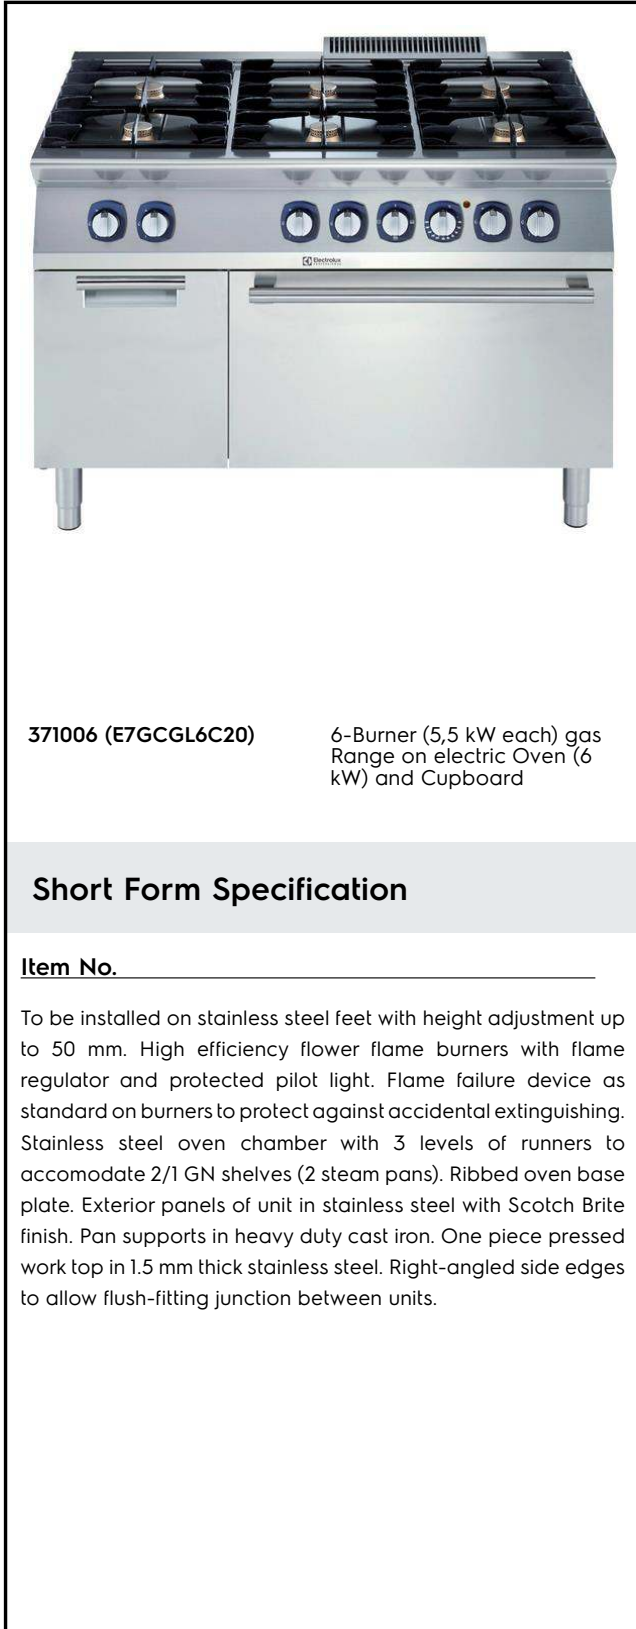 Electrolux
PROFESSIONAL
371006 (E7GCGL6C20)
6-Burner (5,5 kW each) gas
Range on electric Oven (6
kW) and Cupboard
Short Form Specification
Item No.
To be installed on stainless steel feet with height adjustment up
to 50 mm. High efficiency flower flame burners with flame
regulator and protected pilot light. Flame failure device as
standard on burners to protect against accidental extinguishing.
Stainless steel oven chamber with 3 levels of runners to
accomodate 2/1 GN shelves (2 steam pans). Ribbed oven base
plate. Exterior panels of unit in stainless steel with Scotch Brite
finish. Pan supports in heavy duty cast iron. One piece pressed
work top in 1.5 mm thick stainless steel. Right-angled side edges
to allow flush-fitting junction between units.